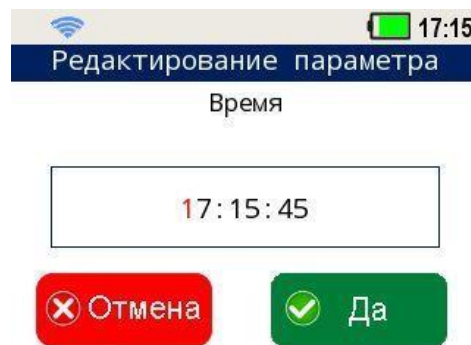 17:15
Редактирование параметра
Время
17:15:45
Отмена
Да